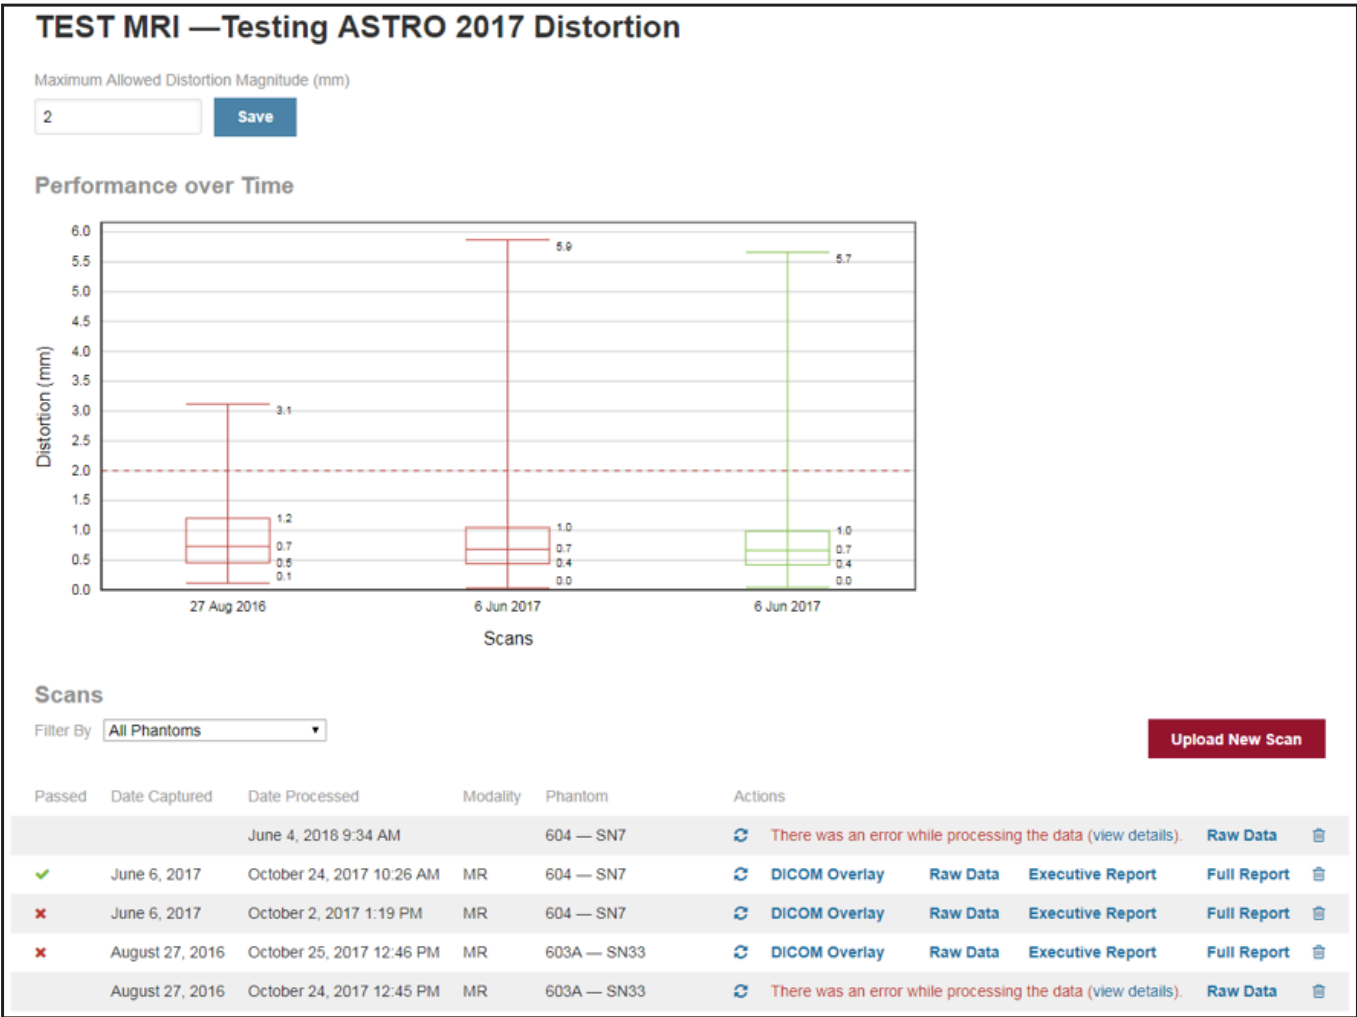 TEST MRI —Testing ASTRO 2017 Distortion
Maximum Allowed Distortion Magnitude (mm)
2 Save
Performance over Time
Distortion (mm)
6.0
5.5
5.0
4.5
4.0
3.5
3.0
2.5
2.0
1.5
1.0
0.5
0.0
3.1
1.2
0.7
0.5
0.1
5.9
1.0
0.7
0.4
0.0
5.7
1.0
0.7
0.4
0.0
27 Aug 2016 6 Jun 2017 6 Jun 2017
Scans
Scans
Filter By All Phantoms
Upload New Scan
Passed Date Captured Date Processed Modality Phantom Actions
June 4, 2018 9:34 AM 604 — SN7 There was an error while processing the data (view details). Raw Data
June 6, 2017 October 24, 2017 10:26 AM MR 604 — SN7 DICOM Overlay Raw Data Executive Report Full Report
June 6, 2017 October 2, 2017 1:19 PM MR 604 — SN7 DICOM Overlay Raw Data Executive Report Full Report
August 27, 2016 October 25, 2017 12:46 PM MR 603A — SN33 DICOM Overlay Raw Data Executive Report Full Report
August 27, 2016 October 24, 2017 12:45 PM MR 603A — SN33 There was an error while processing the data (view details). Raw Data